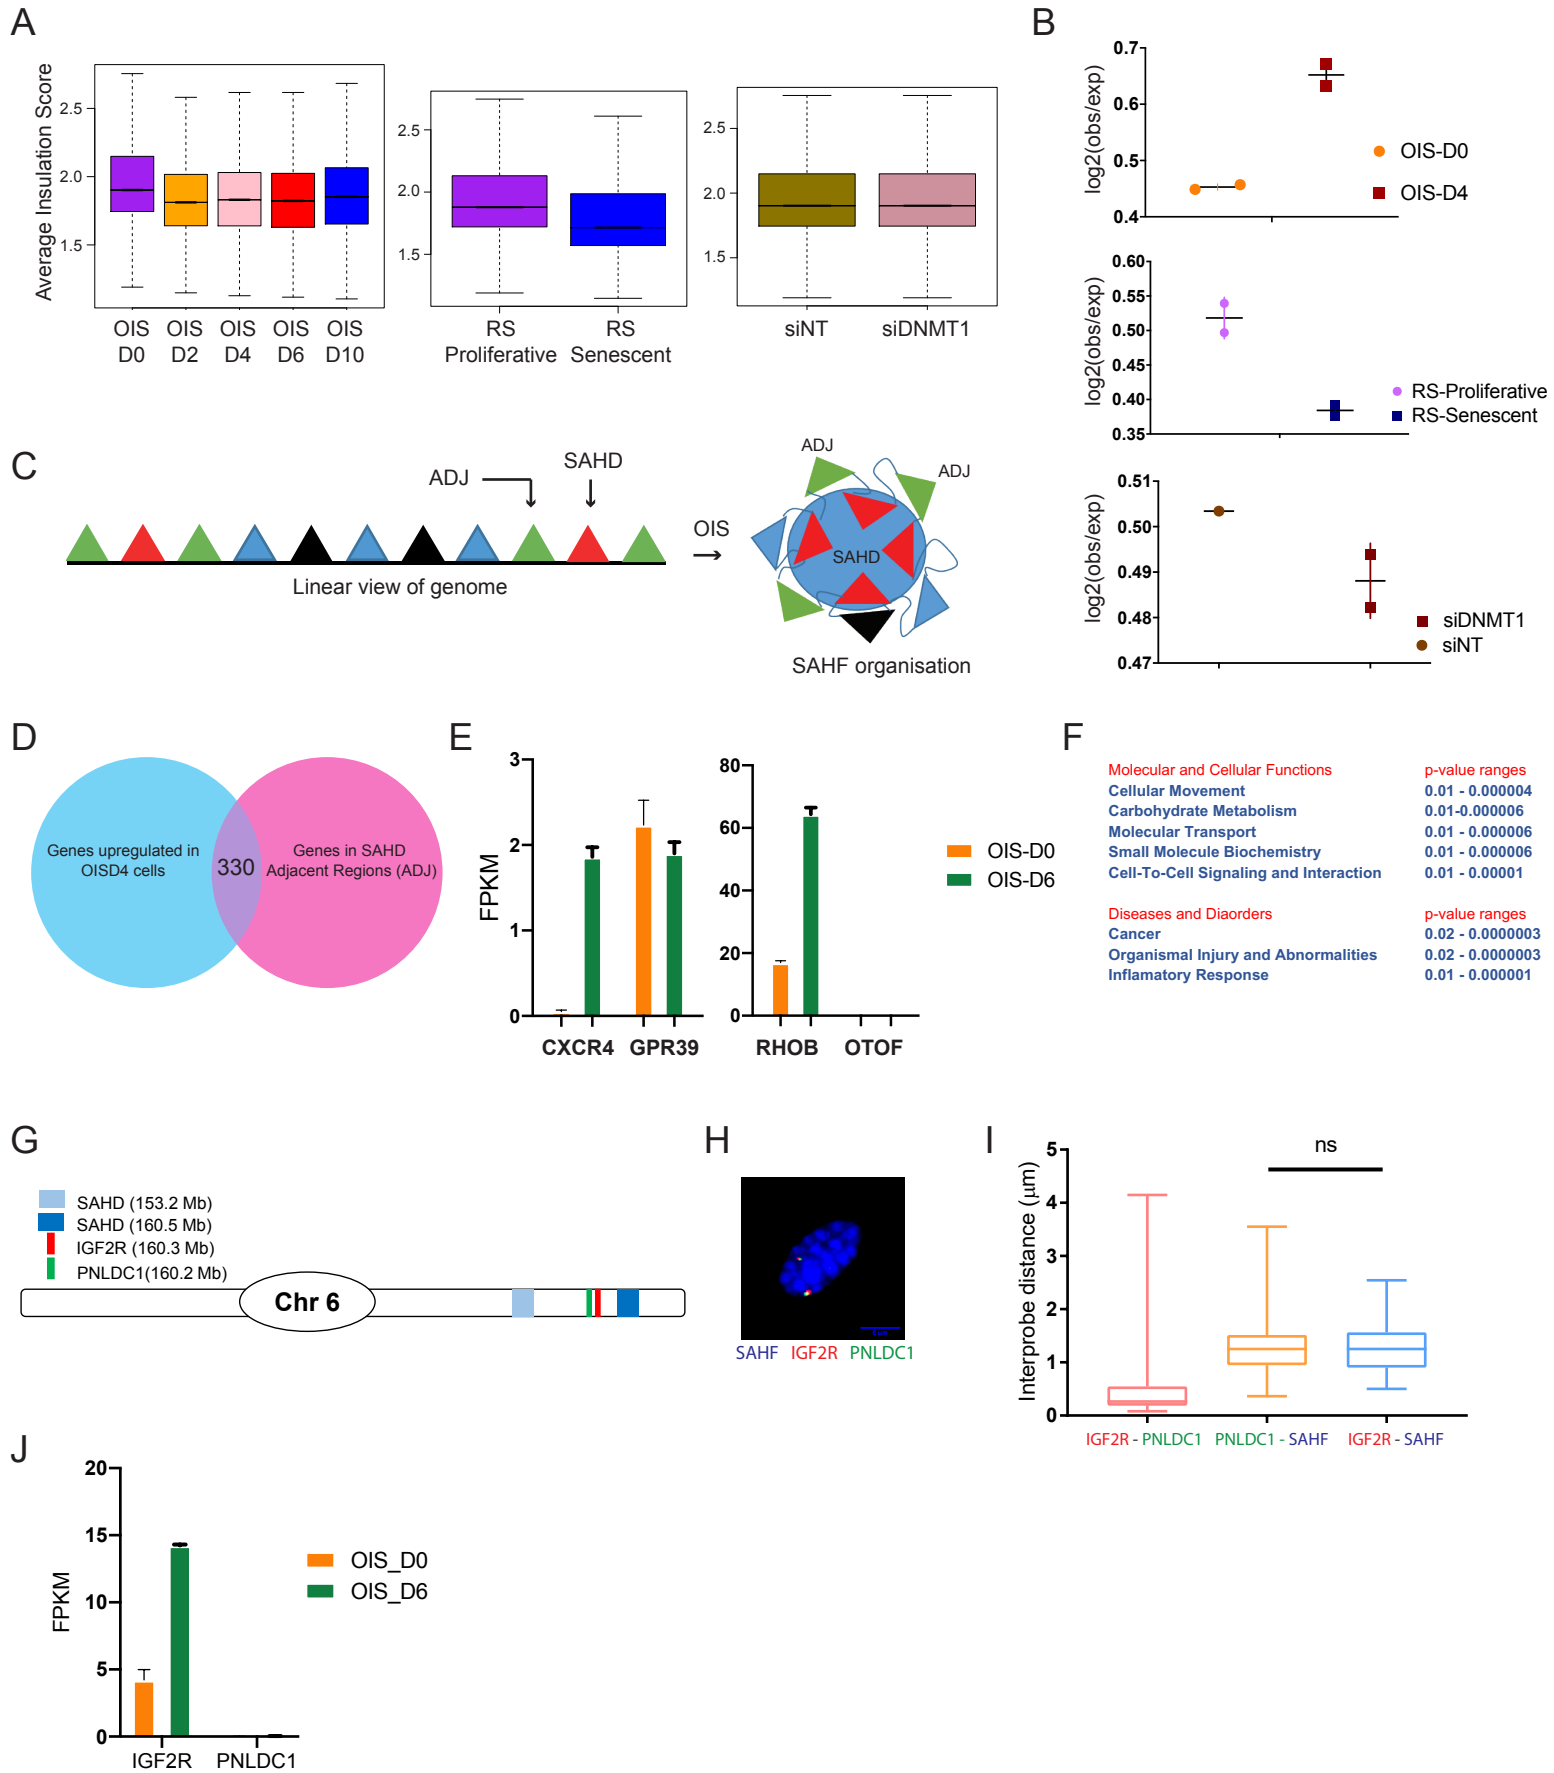 A
Average Insulation Score
2.5
2.0
1.5
OIS D0
OIS D2
OIS D4
OIS D6
OIS D10
2.5
2.0
1.5
RS Proliferative
RS Senescent
2.5
2.0
1.5
siNT
siDNMT1
B
log2(obs/exp)
0.7
0.6
0.5
0.4
OIS-D0
OIS-D4
log2(obs/exp)
0.60
0.55
0.50
0.45
0.40
0.35
RS-Proliferative
RS-Senescent
log2(obs/exp)
0.51
0.50
0.49
0.48
0.47
siDNMT1
siNT
C
ADJ
SAHD
Linear view of genome
OIS
ADJ
ADJ
SAHD
SAHF organisation
D
Genes upregulated in
OISD4 cells
330
Genes in SAHD
Adjacent Regions (ADJ)
E
FPKM
3
2
1
0
CXCR4 GPR39
80
60
40
20
0
RHOB OTOF
OIS-D0
OIS-D6
F
Molecular and Cellular Functions p-value ranges
Cellular Movement 0.01 - 0.000004
Carbohydrate Metabolism 0.01-0.000006
Molecular Transport 0.01 - 0.000006
Small Molecule Biochemistry 0.01 - 0.000006
Cell-To-Cell Signaling and Interaction 0.01 - 0.00001
Diseases and Diaorders p-value ranges
Cancer 0.02 - 0.0000003
Organismal Injury and Abnormalities 0.02 - 0.0000003
Inflamatory Response 0.01 - 0.000001
G
SAHD (153.2 Mb)
SAHD (160.5 Mb)
IGF2R (160.3 Mb)
PNLDC1(160.2 Mb)
Chr 6
H
SAHF IGF2R PNLDC1
I
Interprobe distance (μm)
5
4
3
2
1
0
ns
IGF2R - PNLDC1
PNLDC1 - SAHF
IGF2R - SAHF
J
FPKM
20
15
10
5
0
IGF2R PNLDC1
OIS_D0
OIS_D6